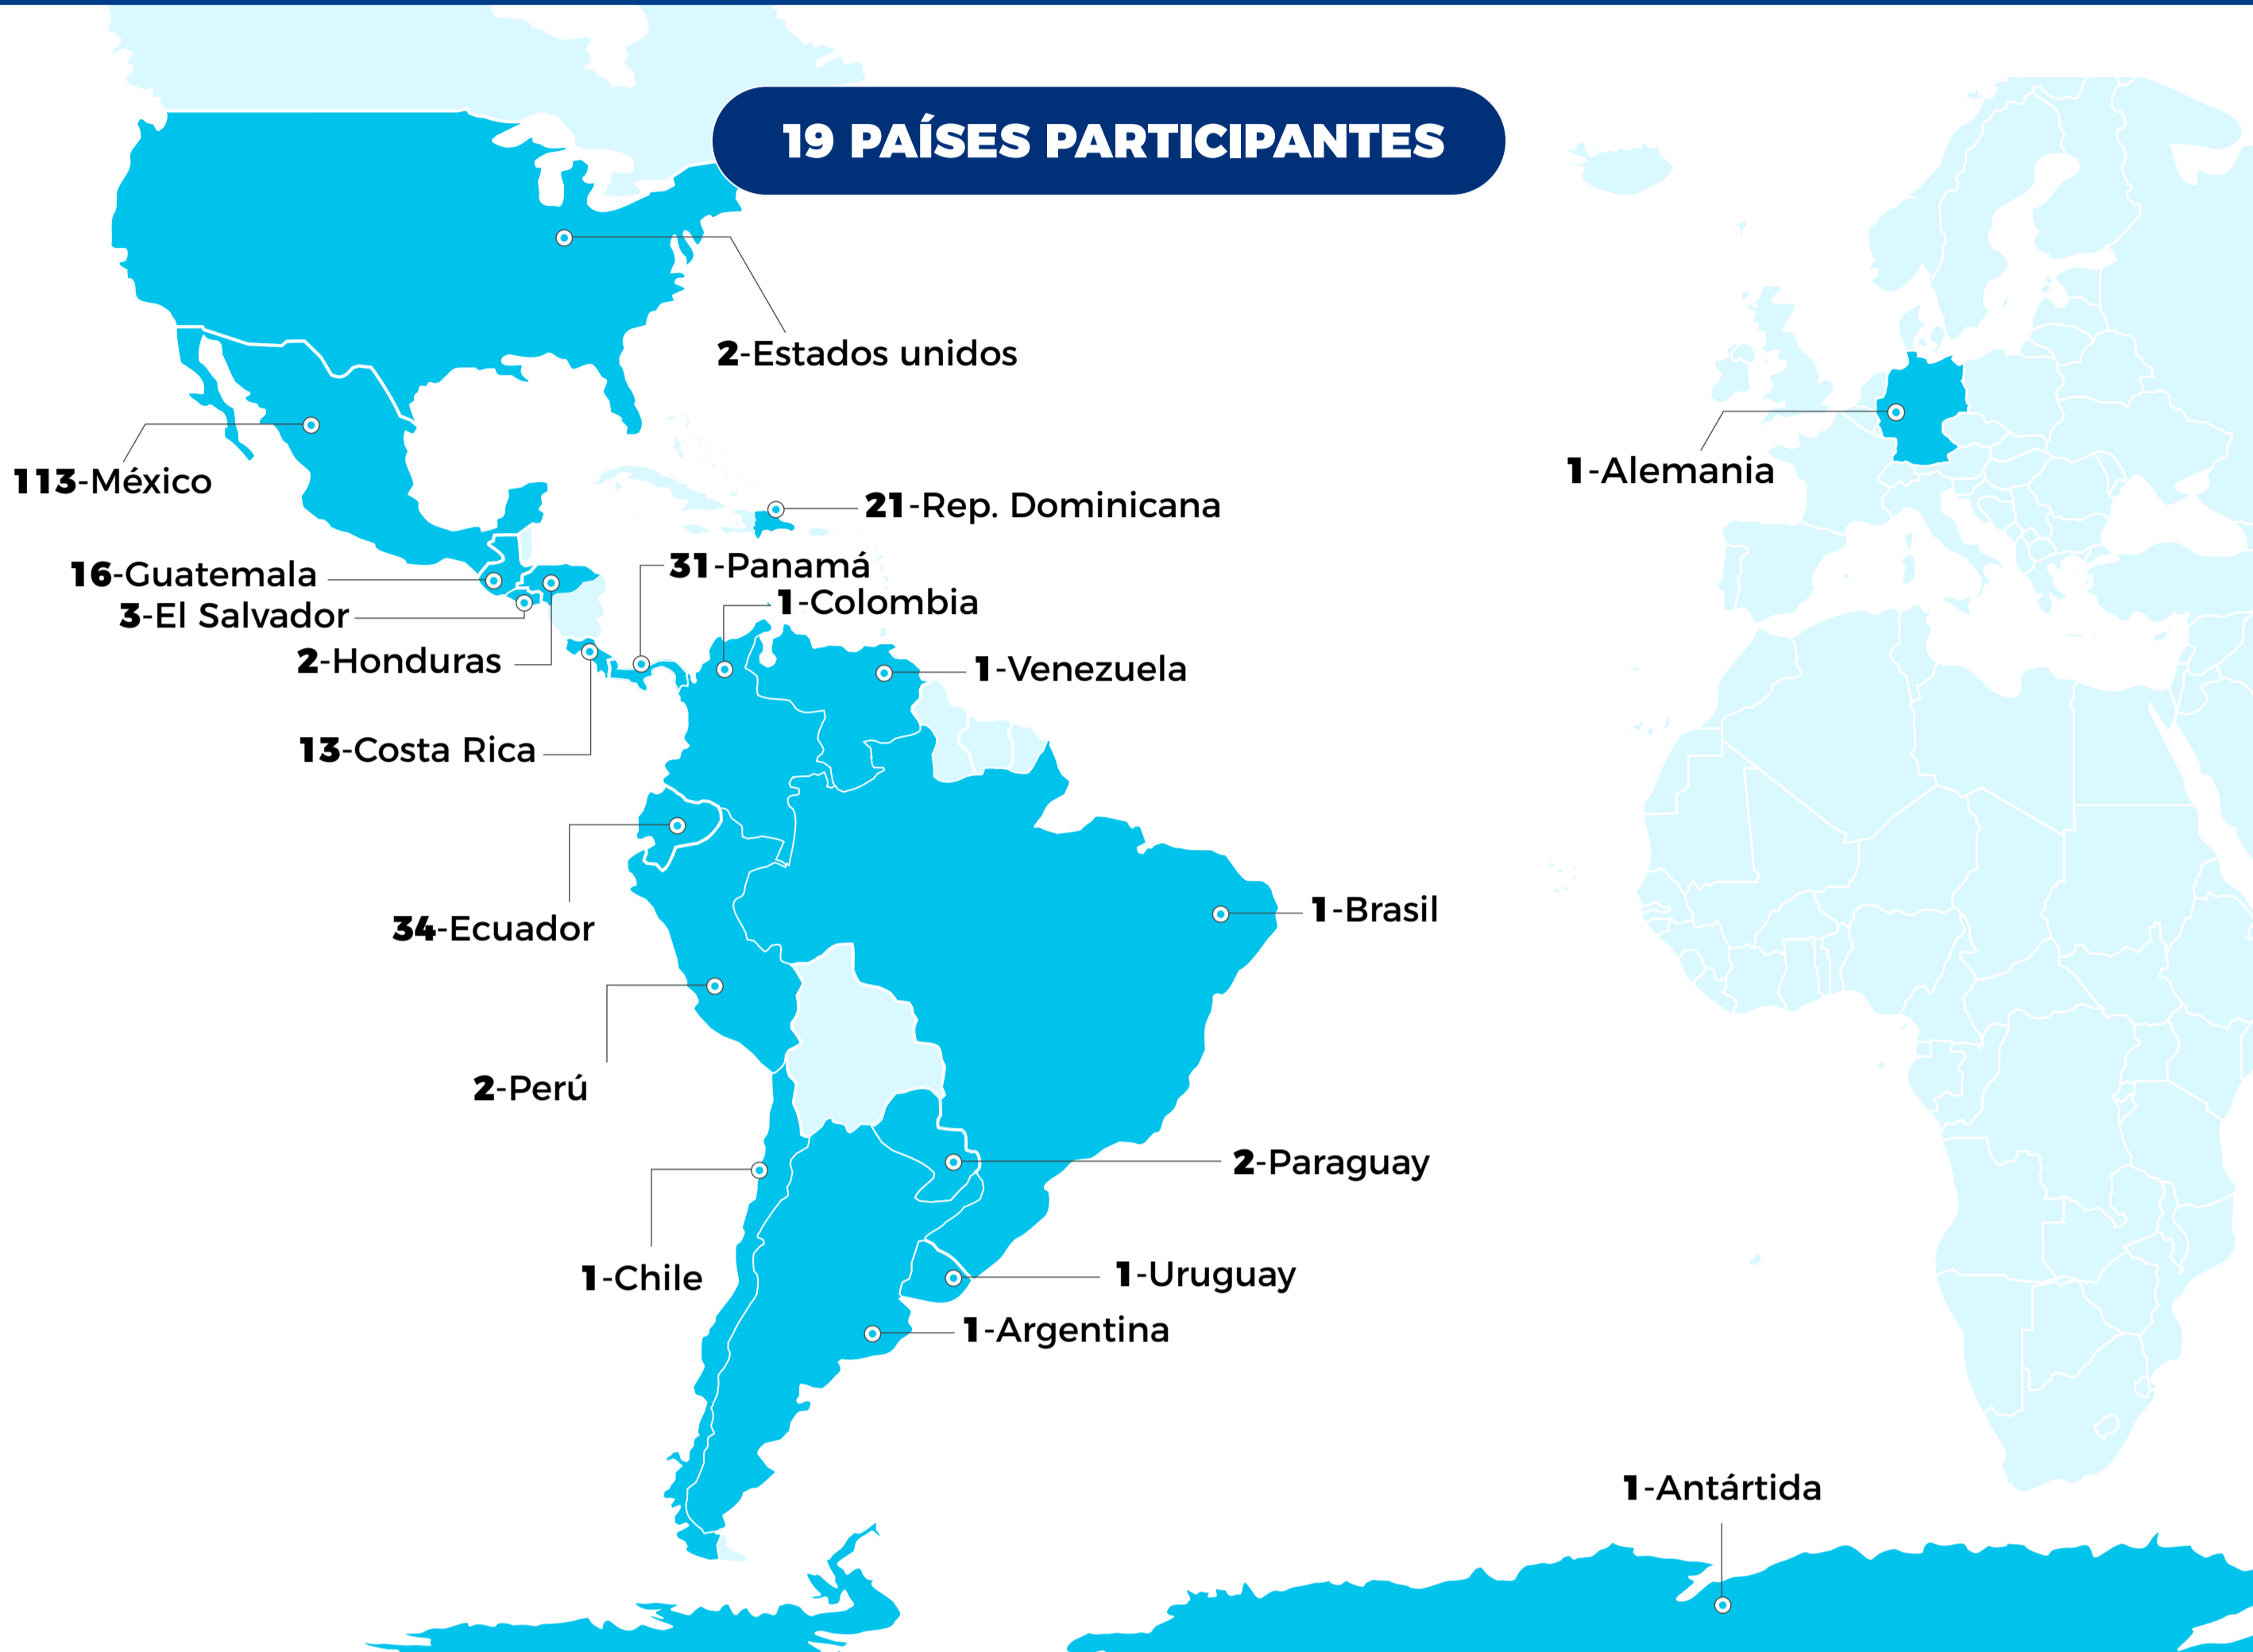 19 PAÍSES PARTICIPANTES
2-Estados unidos
113-México
1-Alemania
21-Rep. Dominicana
31-Panamá
16-Guatemala
1-Colombia
3-El Salvador
2-Honduras
1-Venezuela
13-Costa Rica
34-Ecuador
1-Brasil
2-Perú
2-Paraguay
1-Chile
1-Uruguay
1-Argentina
1-Antártida